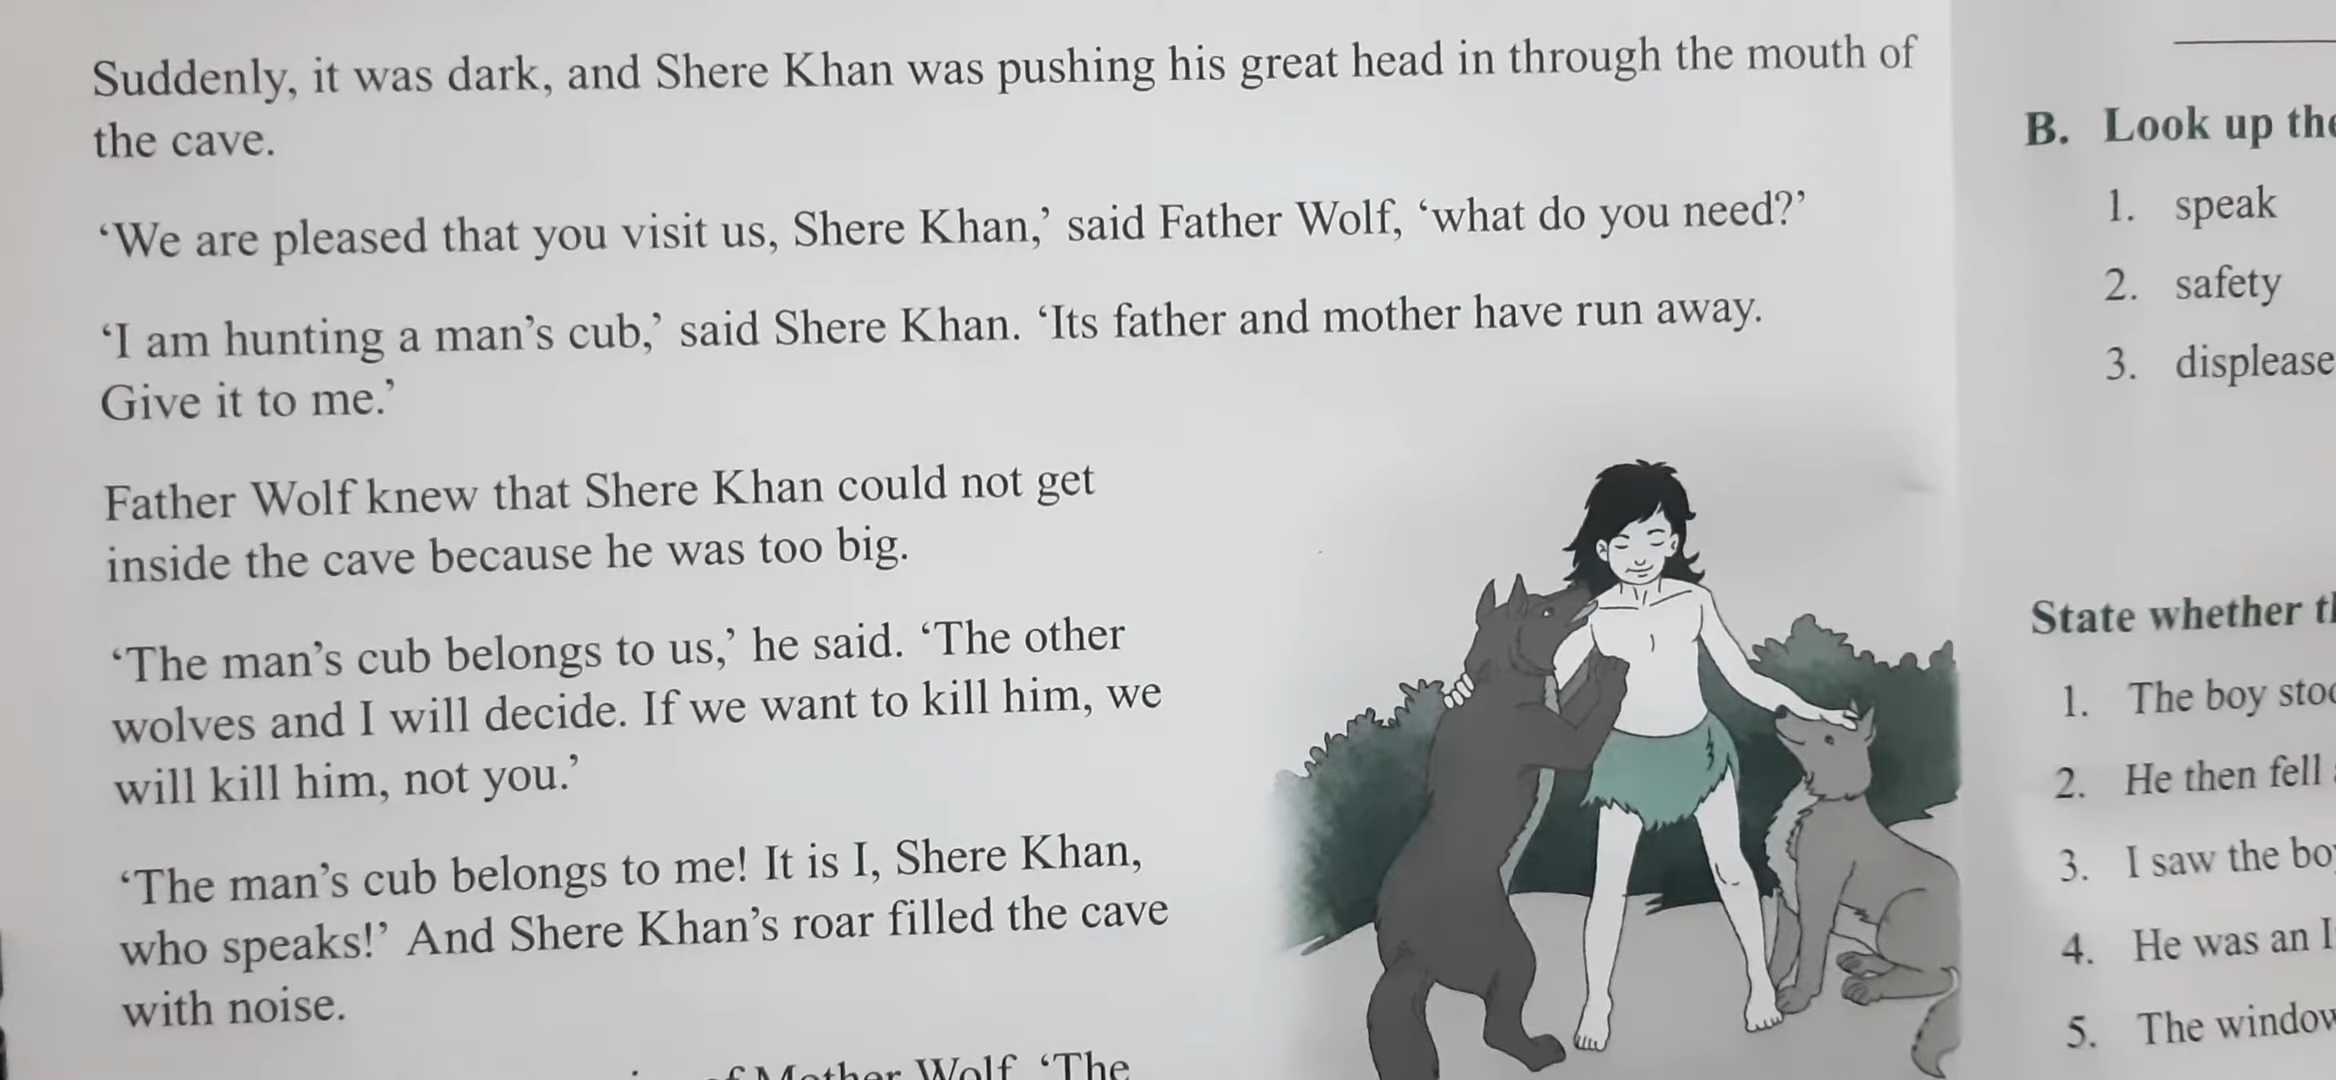 Suddenly, it was dark, and Shere Khan was pushing his great head in through the mouth of
the cave.
‘We are pleased that you visit us, Shere Khan,’ said Father Wolf, ‘what do you need?’
‘I am hunting a man’s cub,’ said Shere Khan. ‘Its father and mother have run away.
Give it to me.’
Father Wolf knew that Shere Khan could not get
inside the cave because he was too big.
‘The man’s cub belongs to us,’ he said. ‘The other
wolves and I will decide. If we want to kill him, we
will kill him, not you.’
‘The man’s cub belongs to me! It is I, Shere Khan,
who speaks!’ And Shere Khan’s roar filled the cave
with noise.
Mother Wolf. ‘The
B. Look up the
1. speak
2. safety
3. displease
State whether
1. The boy
2. He then fell
3. I saw the
4. He was an
5. The